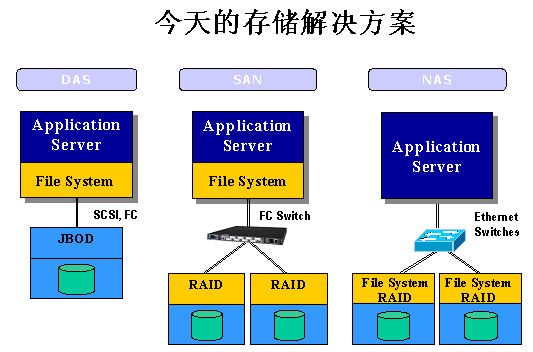 今天的存储解决方案
DAS
SAN
NAS
Application
Server
File System
SCSI, FC
JBOD
Application
Server
File System
FC Switch
RAID
RAID
Application
Server
Ethernet
Switches
File System
RAID
File System
RAID